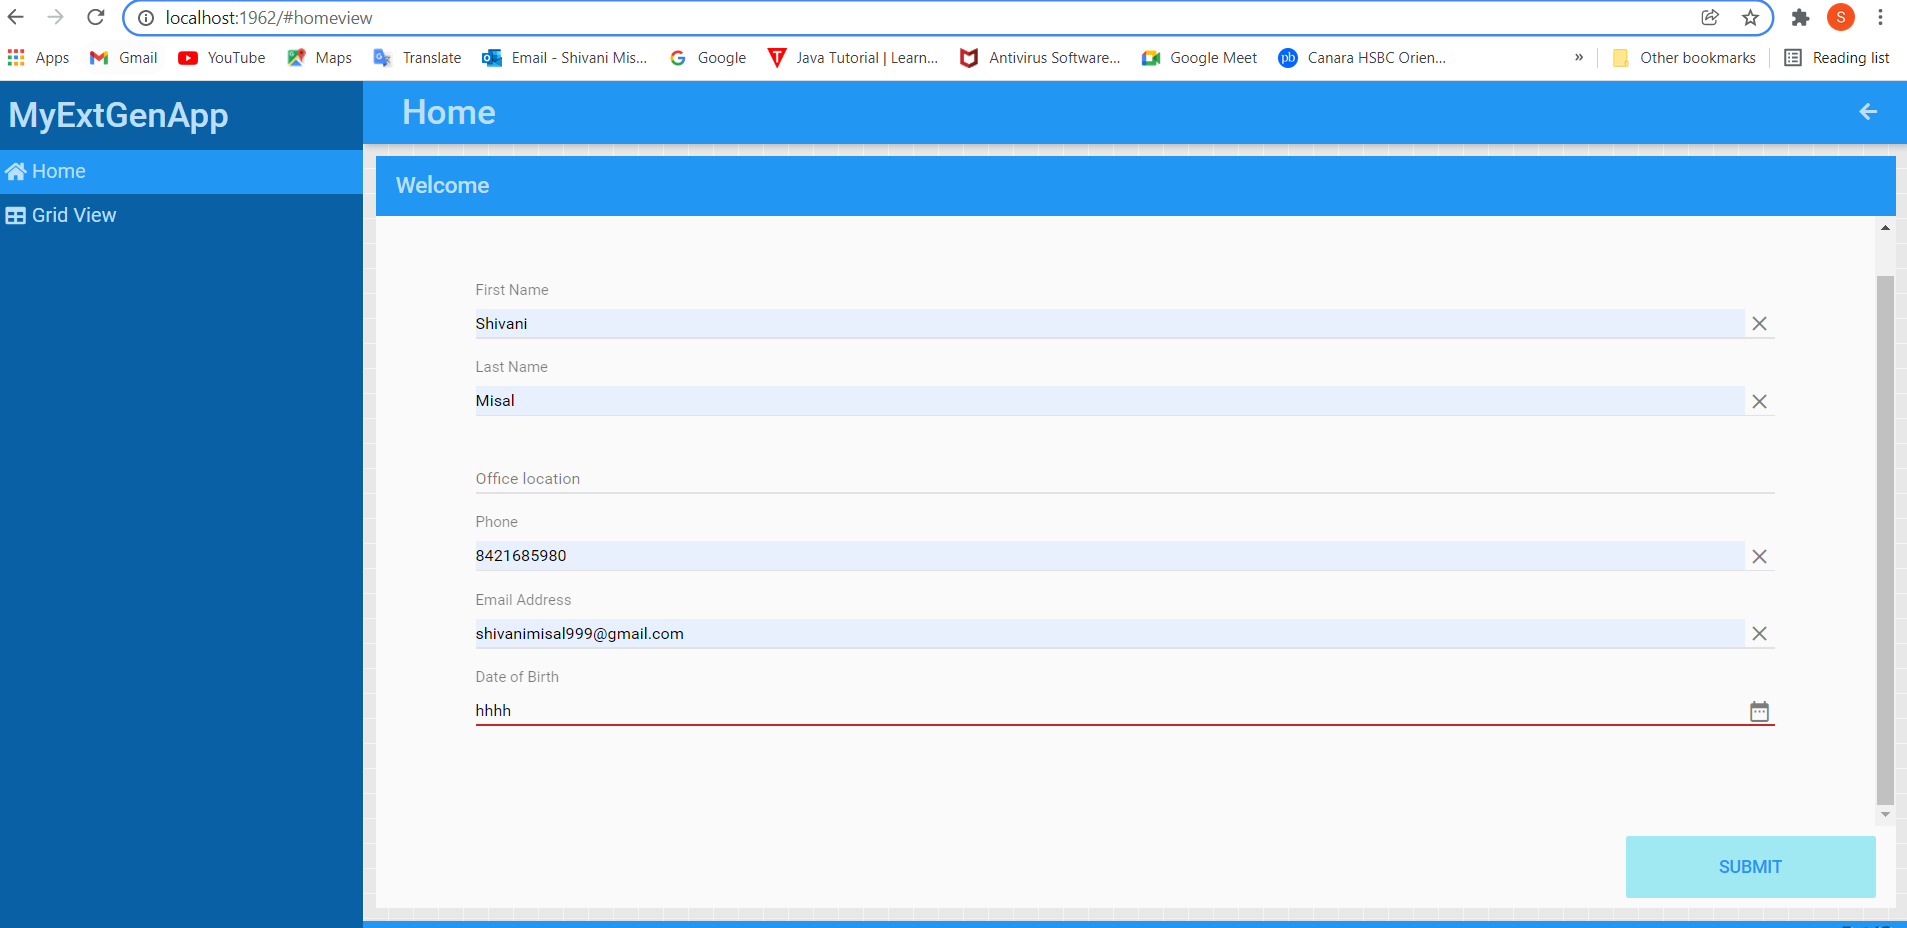 localhost:1962/#homeview
S
Apps Gmail YouTube Maps Translate Email - Shivani Mis... Google Java Tutorial | Learn... Antivirus Software... Google Meet pb Canara HSBC Orien... » Other bookmarks Reading list
MyExtGenApp
Home
Home
Grid View
Welcome
First Name
Shivani
Last Name
Misal
Office location
Phone
8421685980
Email Address
shivanimisal999@gmail.com
Date of Birth
hhhh
SUBMIT